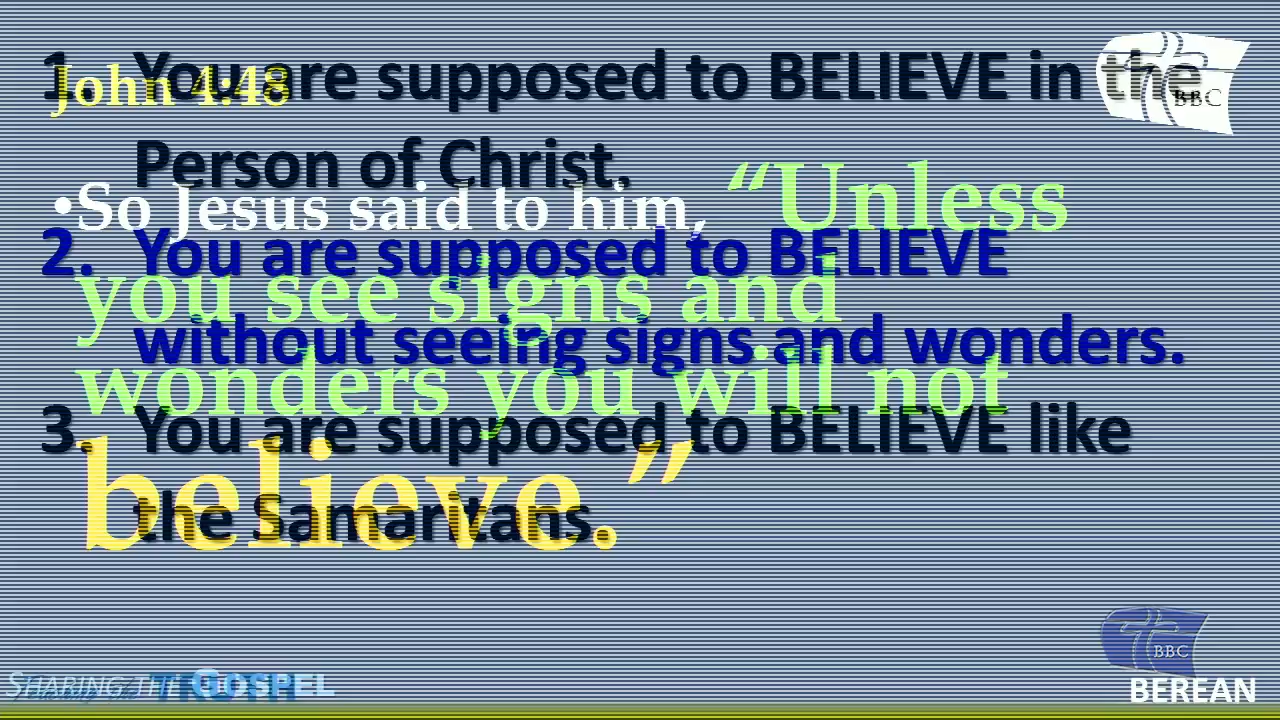 1. You are supposed to BELIEVE in the
Person of Christ.
2. You are supposed to BELIEVE
without seeing signs and wonders.
3. You are supposed to BELIEVE like
the Samaritans.
John 4:48
•So Jesus said to him, “Unless
you see signs and
wonders you will not
believe.”
BBC
BBC
BEREAN
SHARING THE GOSPEL
TRUTH